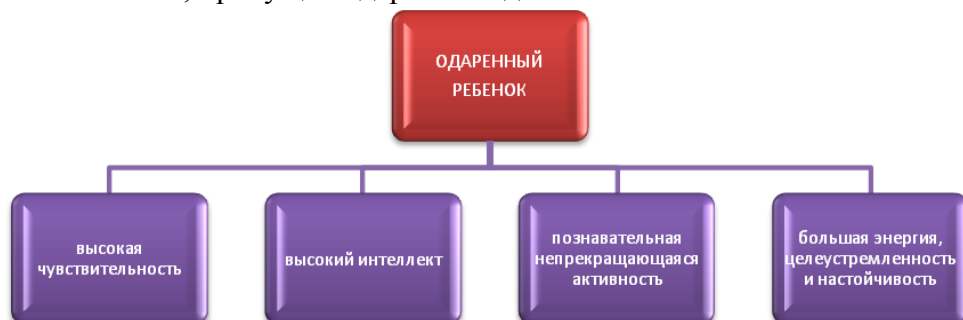 ОДАРЕННЫЙ
РЕБЕНОК
высокая
чувствительность
высокий интеллект
познавательная
непрекращающаяся
активность
большая энергия,
целеустремленность
и настойчивость